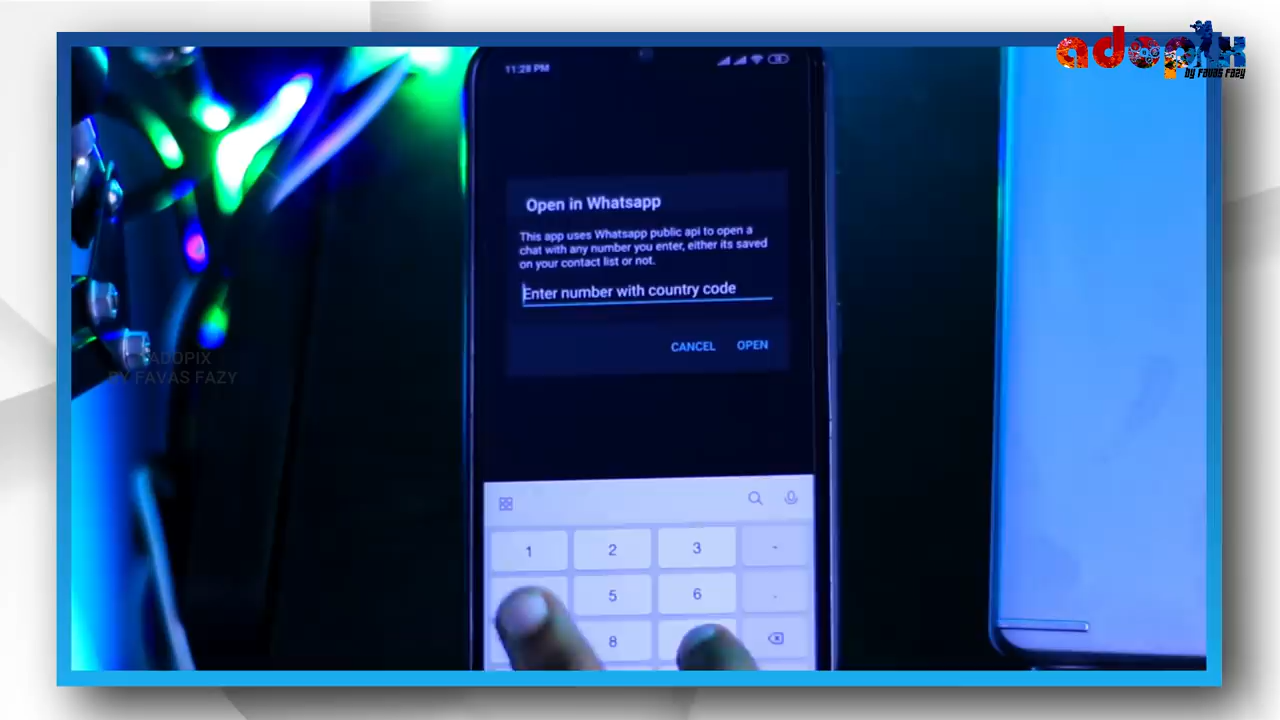 adopix
BY FAVAS FAZY
11:28 PM
Open in Whatsapp
This app uses Whatsapp public api to open a
chat with any number you enter, either its saved
on your contact list or not.
Enter number with country code
CANCEL OPEN
ADOPIX
BY FAVAS FAZY
1 2 3 -
5 6 .
8